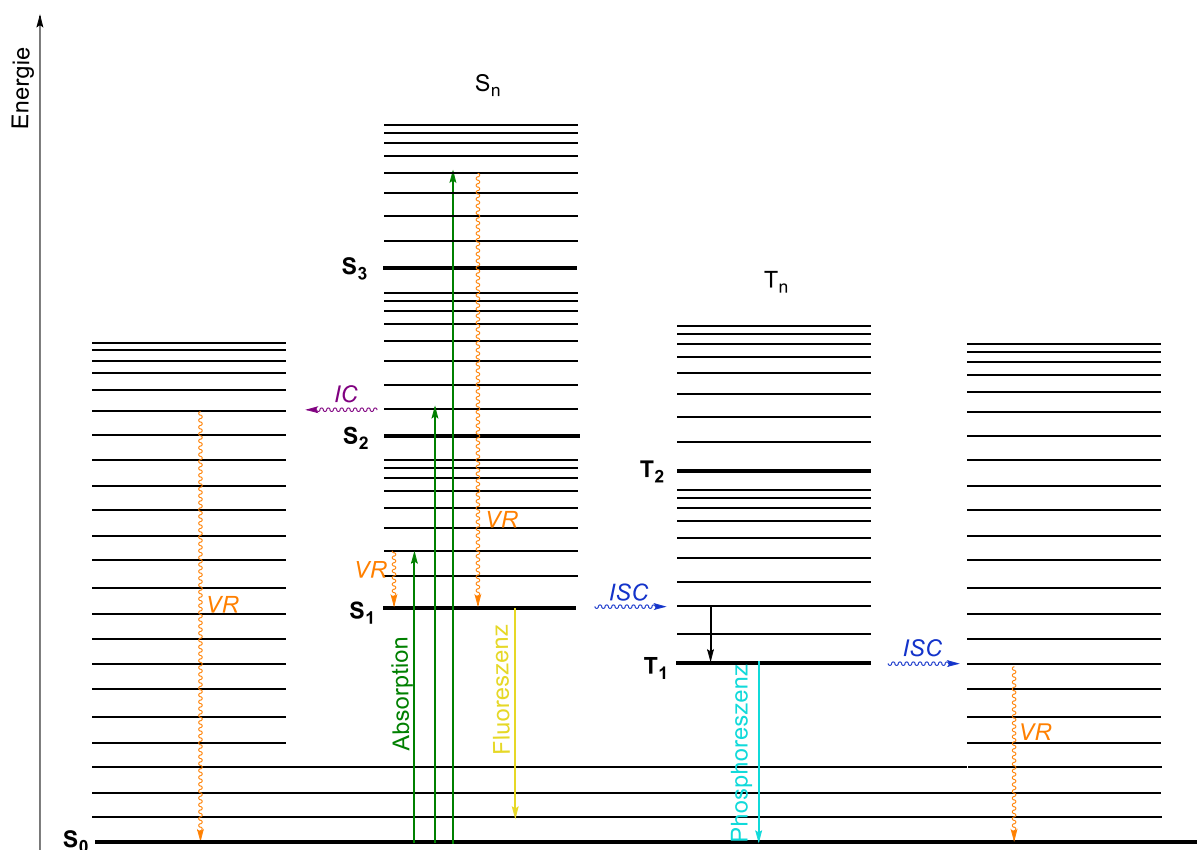 Energie
Sₙ
S₃
Tₙ
IC
S₂
T₂
VR
VR
ISC
S₁
VR
Absorption
Fluoreszenz
T₁
ISC
Phosphoreszenz
VR
S₀